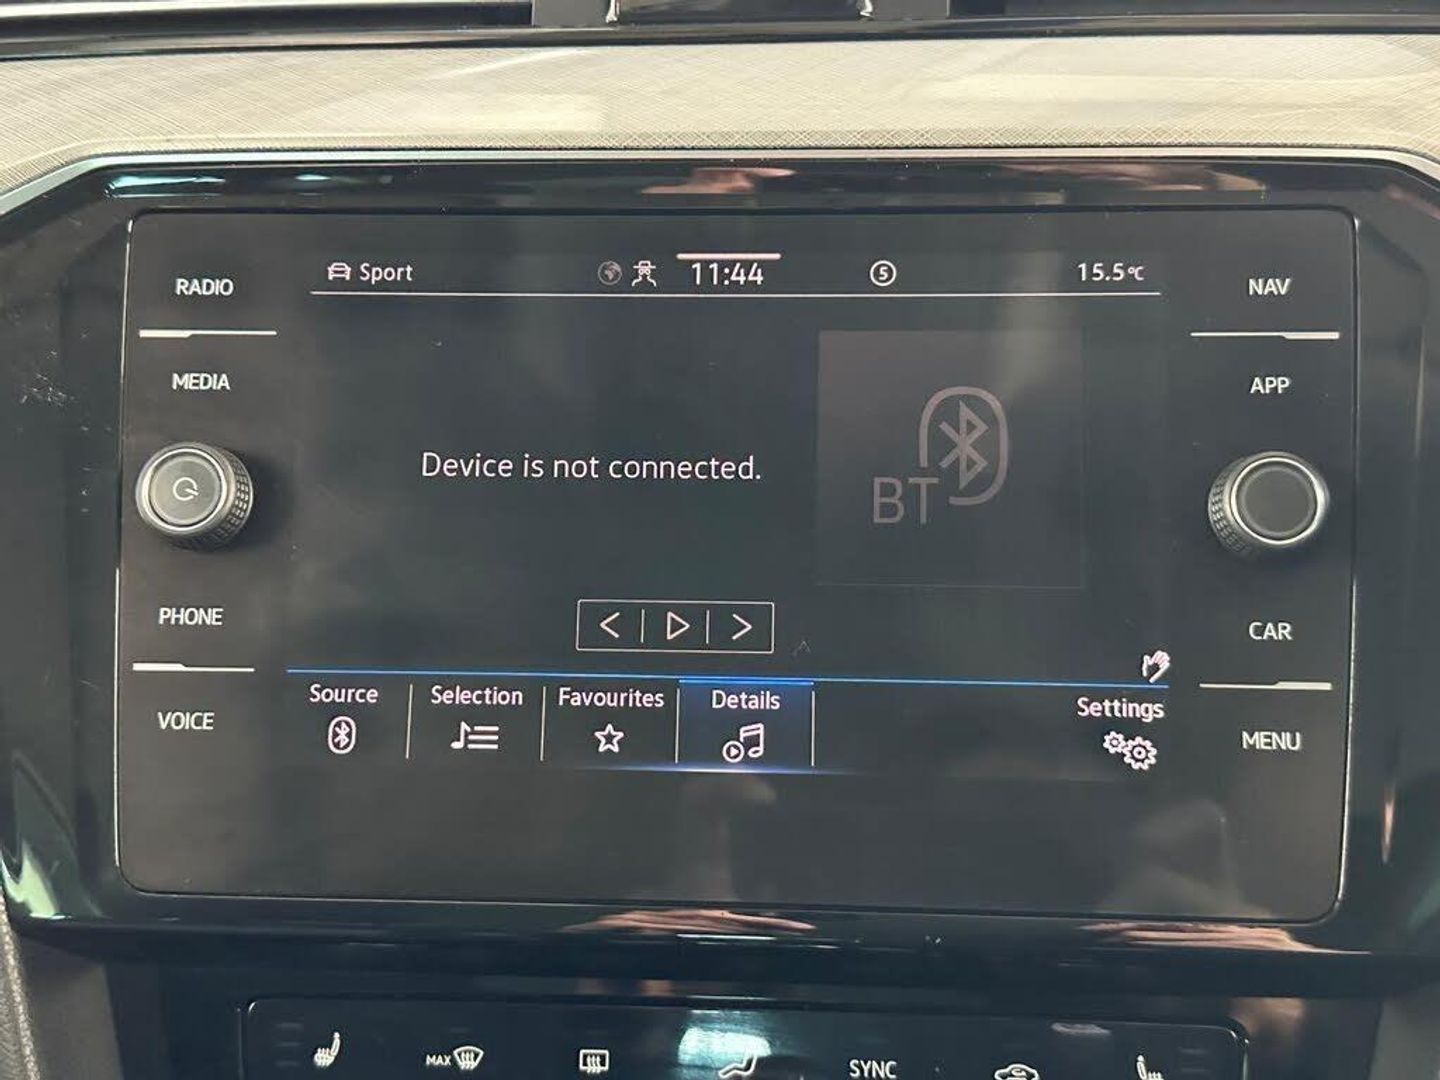 RADIO
MEDIA
PHONE
VOICE
Sport
11:44
5
15.5°C
Device is not connected.
BT
Source
Selection
Favourites
Details
Settings
NAV
APP
CAR
MENU
MAX
SYNC